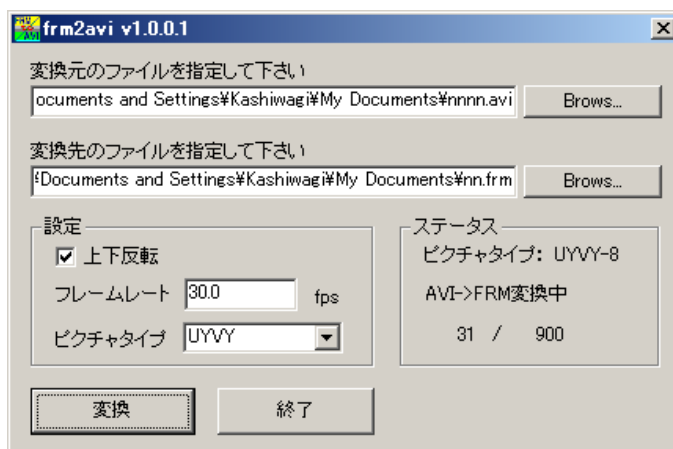 frm2avi v1.0.0.1
変換元のファイルを指定して下さい
ocuments and Settings¥Kashiwagi¥My Documents¥nnnn.avi
Brows...
変換先のファイルを指定して下さい
¥Documents and Settings¥Kashiwagi¥My Documents¥nn.frm
Brows...
設定
上下反転
フレームレート 30.0 fps
ピクチャタイプ UYVY
ステータス
ピクチャタイプ: UYVY-8
AVI->FRM変換中
31 / 900
変換
終了